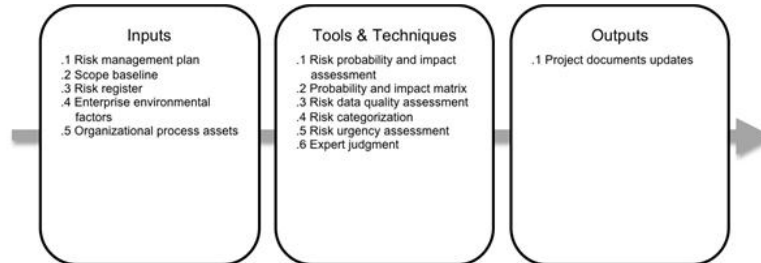 Inputs
.1 Risk management plan
.2 Scope baseline
.3 Risk register
.4 Enterprise environmental
factors
.5 Organizational process assets
Tools & Techniques
.1 Risk probability and impact
assessment
.2 Probability and impact matrix
.3 Risk data quality assessment
.4 Risk categorization
.5 Risk urgency assessment
.6 Expert judgment
Outputs
.1 Project documents updates